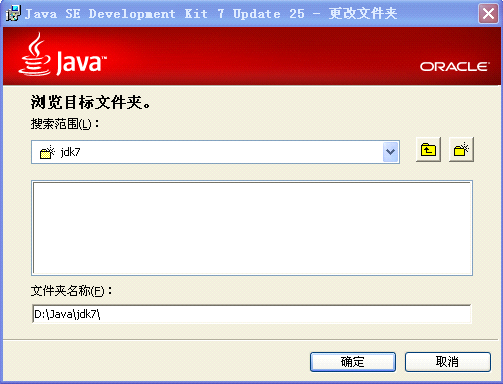 Java SE Development Kit 7 Update 25 - 更改文件夹
Java™
ORACLE
浏览目标文件夹。
搜索范围(L)：
jdk7
文件夹名称(F)：
D:\Java\jdk7\
确定
取消